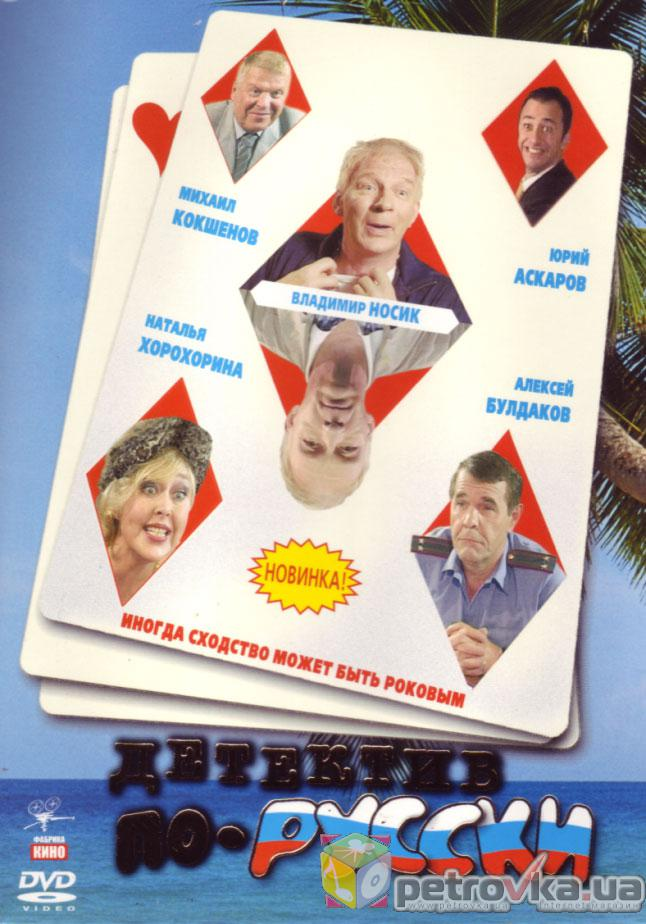 МИХАИЛ
КОКШЕНОВ
ЮРИЙ
АСКАРОВ
ВЛАДИМИР НОСИК
НАТАЛЬЯ
ХОРОХОРИНА
АЛЕКСЕЙ
БУЛДАКОВ
НОВИНКА!
ИНОГДА СХОДСТВО МОЖЕТ БЫТЬ РОКОВЫМ
ДЕТЕКТИВ
ПО-РУССКИ
ФАБРИКА
КИНО
DVD
VIDEO
petrovka.ua